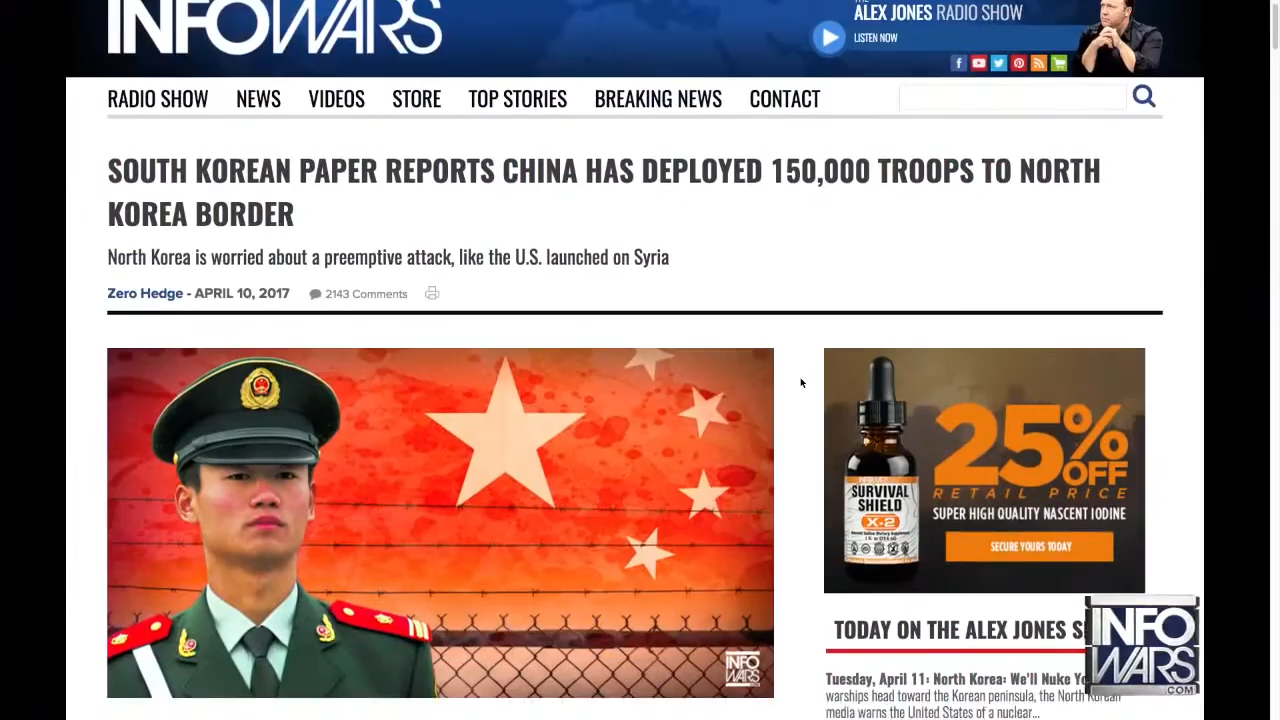 INFOWARS
ALEX JONES RADIO SHOW
LISTEN NOW
RADIO SHOW NEWS VIDEOS STORE TOP STORIES BREAKING NEWS CONTACT
SOUTH KOREAN PAPER REPORTS CHINA HAS DEPLOYED 150,000 TROOPS TO NORTH
KOREA BORDER
North Korea is worried about a preemptive attack, like the U.S. launched on Syria
Zero Hedge - APRIL 10, 2017 2143 Comments
25%
OFF
RETAIL PRICE
SUPER HIGH QUALITY NASCENT IODINE
SECURE YOURS TODAY
SURVIVAL
SHIELD
X-2
INFO
WARS
TODAY ON THE ALEX JONES
INFO
WARS
.COM
Tuesday, April 11: North Korea: We'll Nuke
warships head toward the Korean peninsula, the North Korean
media warns the United States of a nuclear...